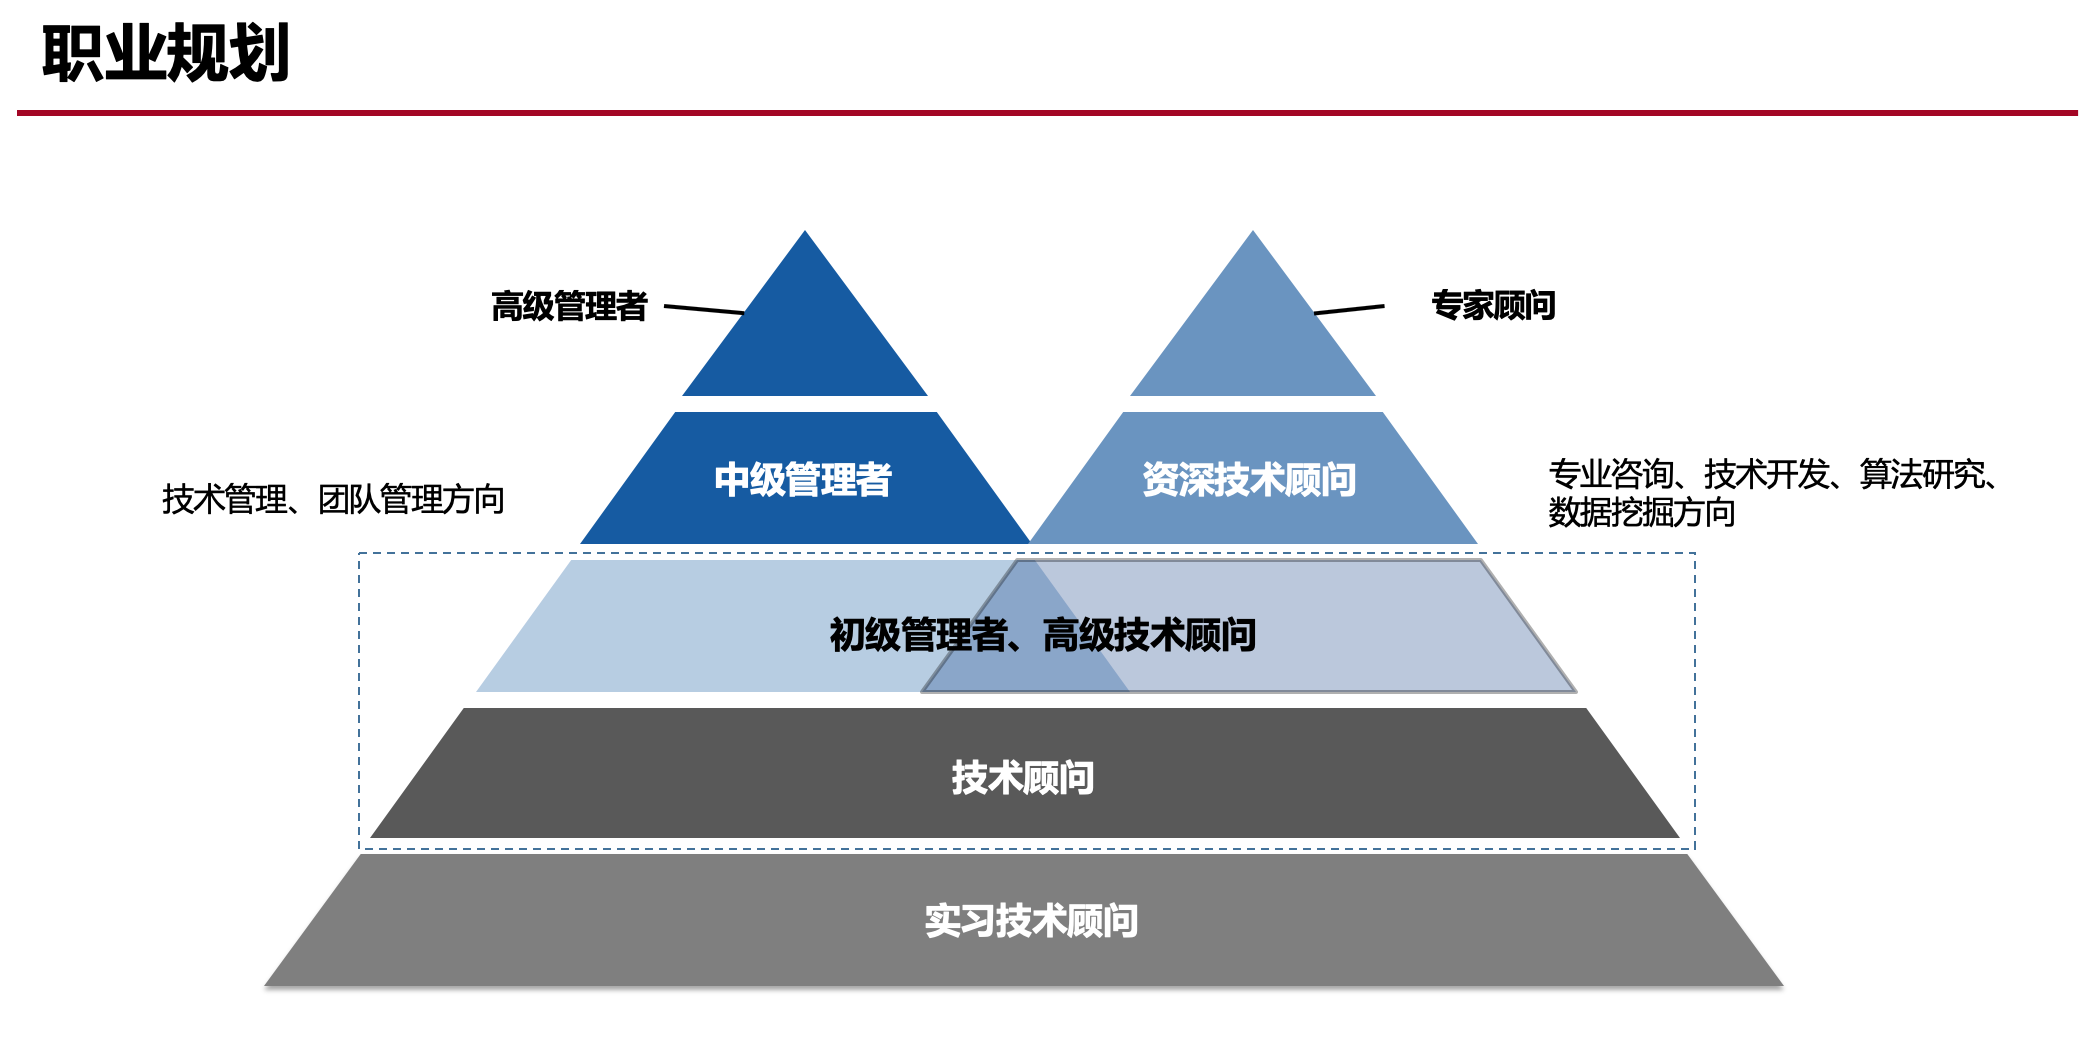 职业规划
高级管理者
专家顾问
中级管理者
资深技术顾问
技术管理、团队管理方向
专业咨询、技术开发、算法研究、
数据挖掘方向
初级管理者、高级技术顾问
技术顾问
实习技术顾问